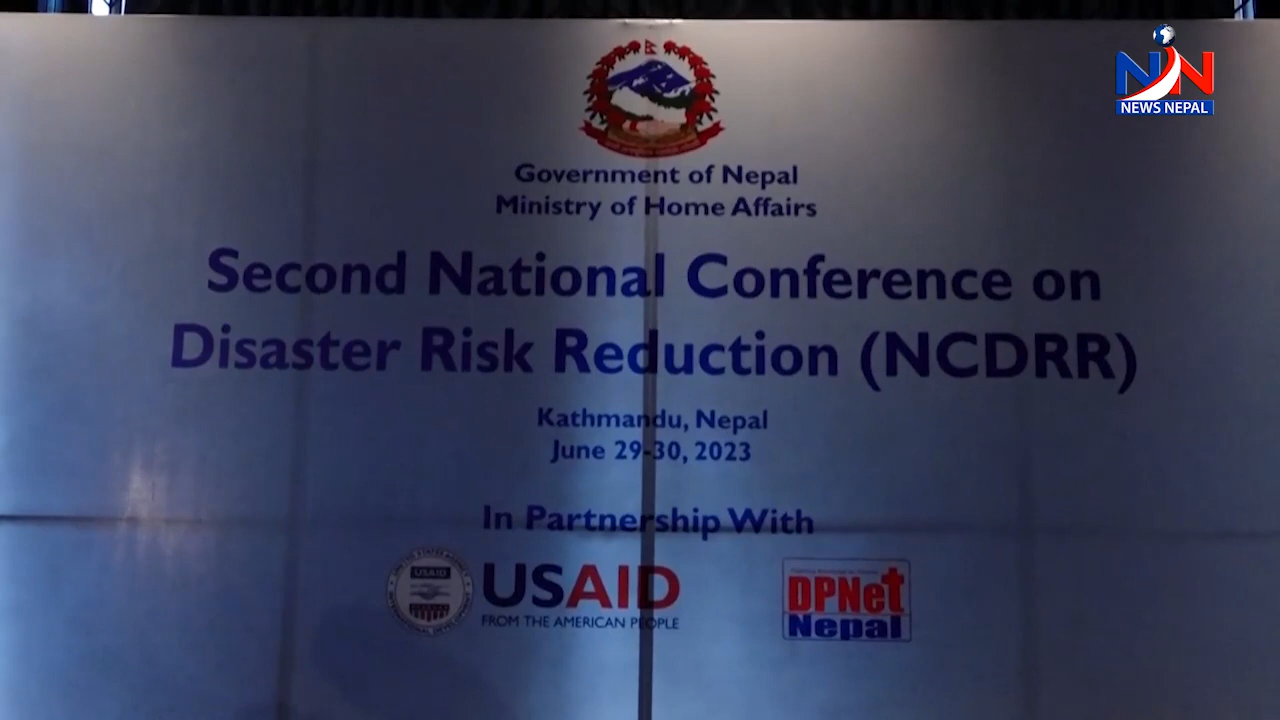 NEWS NEPAL
Government of Nepal
Ministry of Home Affairs
Second National Conference on
Disaster Risk Reduction (NCDRR)
Kathmandu, Nepal
June 29-30, 2023
In Partnership With
USAID
USAID
FROM THE AMERICAN PEOPLE
DPNet
Nepal